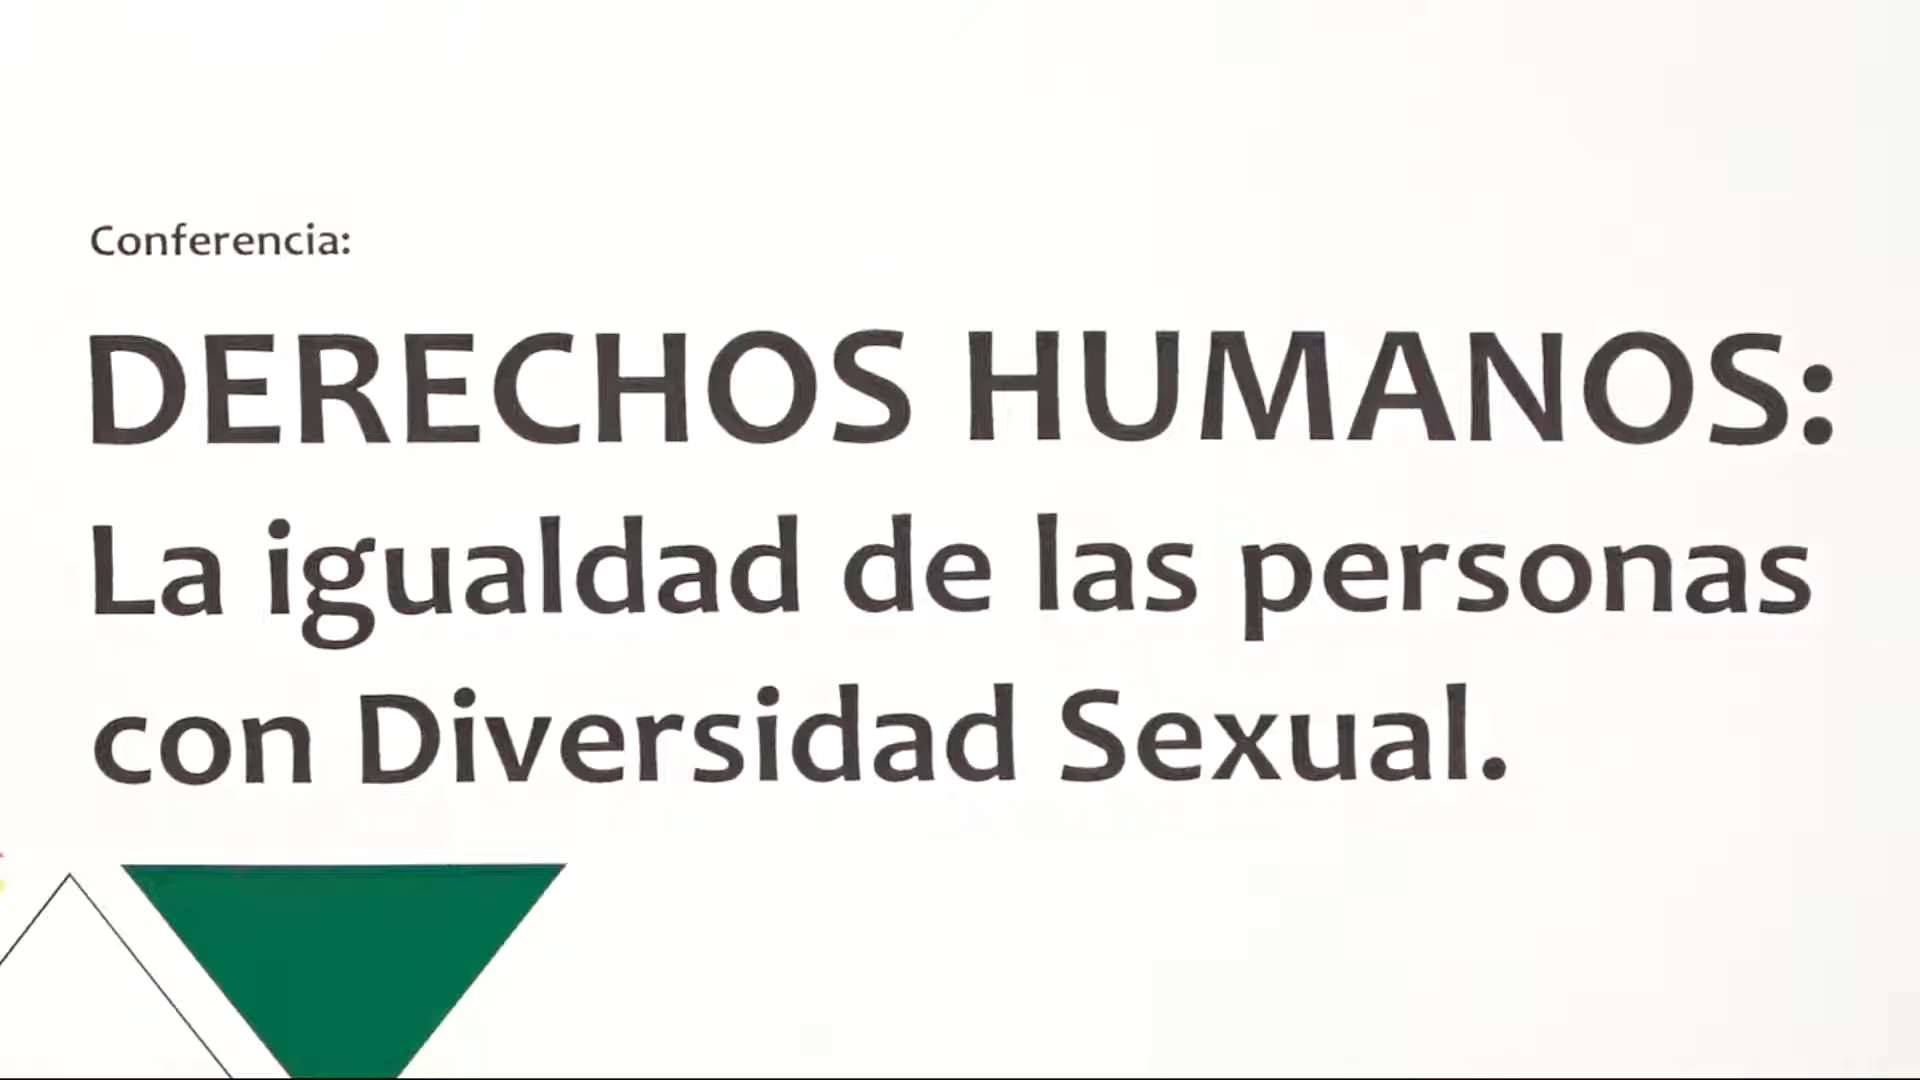 Conferencia:
DERECHOS HUMANOS:
La igualdad de las personas
con Diversidad Sexual.